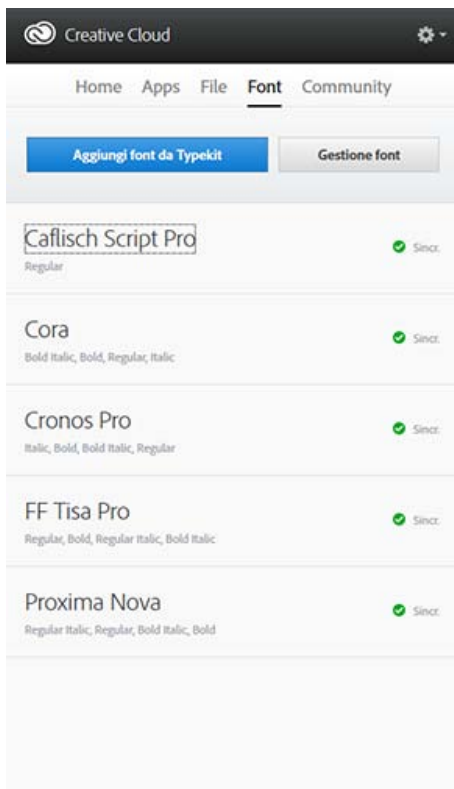 Creative Cloud
Home Apps File Font Community
Aggiungi font da Typekit Gestione font
Caflisch Script Pro
Sincr.
Regular
Cora
Sincr.
Bold Italic, Bold, Regular, Italic
Cronos Pro
Sincr.
Italic, Bold, Bold Italic, Regular
FF Tisa Pro
Sincr.
Regular, Bold, Regular Italic, Bold Italic
Proxima Nova
Sincr.
Regular Italic, Regular, Bold Italic, Bold